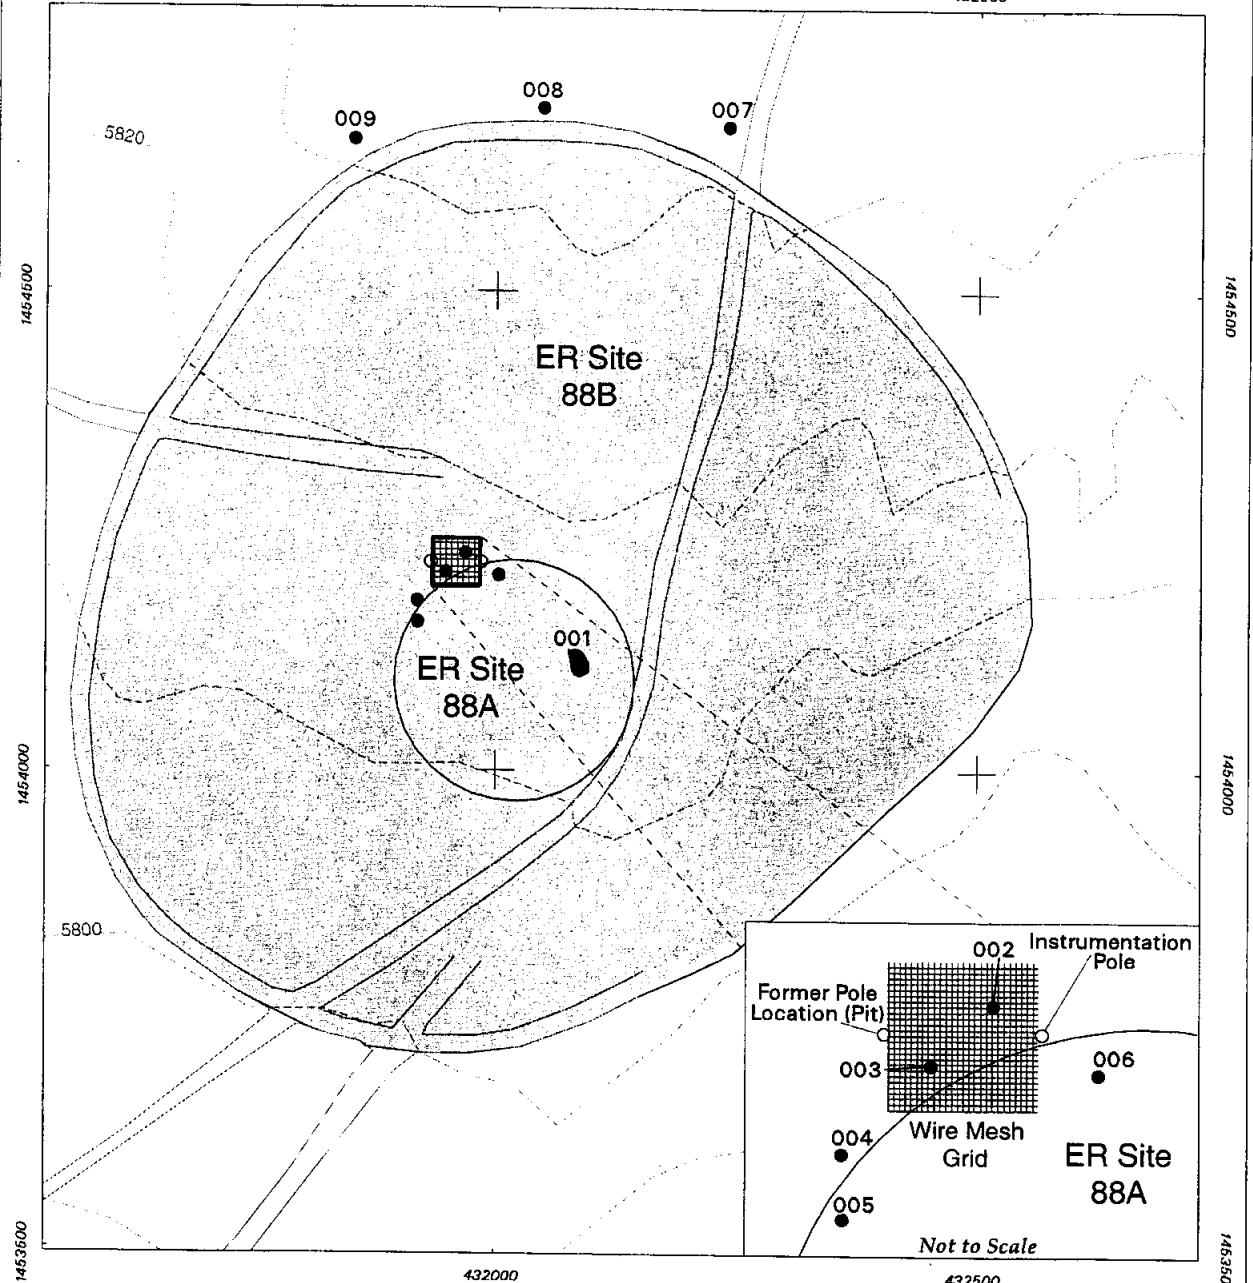 008
009
007
5820
1454500
1454500
ER Site
88B
001
ER Site
88A
1454000
1454000
5800
002
Instrumentation
Pole
Former Pole
Location (Pit)
003
006
Wire Mesh
Grid
004
ER Site
88A
005
Not to Scale
1453500
432000
432500